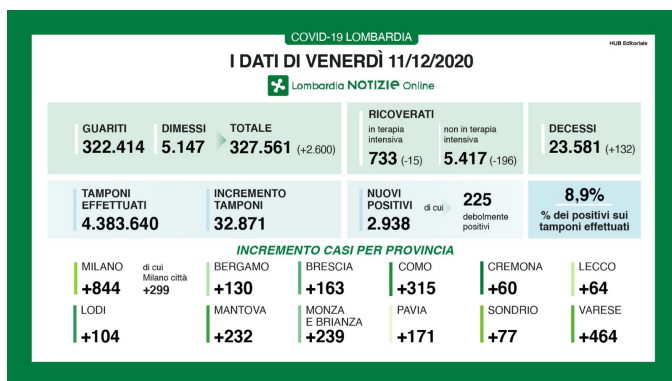 COVID-19 LOMBARDIA
HUB Editoriale
I DATI DI VENERDÌ 11/12/2020
Lombardia NOTIZIE Online
GUARITI
322.414
DIMESSI
5.147
TOTALE
327.561 (+2.600)
RICOVERATI
in terapia
intensiva
733 (-15)
non in terapia
intensiva
5.417 (-196)
DECESSI
23.581 (+132)
TAMPONI
EFFETTUATI
4.383.640
INCREMENTO
TAMPONI
32.871
NUOVI
POSITIVI
2.938
di cui
225
debolmente
positivi
8,9%
% dei positivi sui
tamponi effettuati
INCREMENTO CASI PER PROVINCIA
MILANO
+844
di cui
Milano città
+299
BERGAMO
+130
BRESCIA
+163
COMO
+315
CREMONA
+60
LECCO
+64
LODI
+104
MANTOVA
+232
MONZA
E BRIANZA
+239
PAVIA
+171
SONDRIO
+77
VARESE
+464